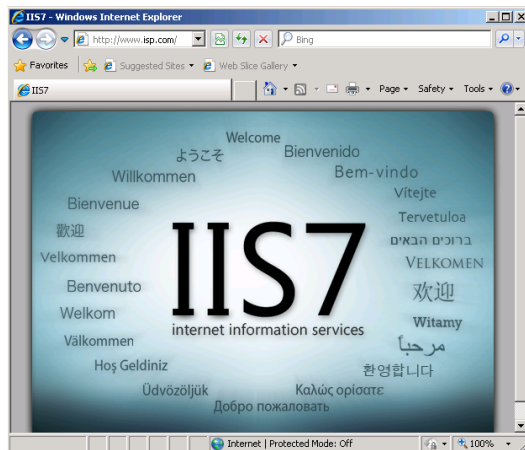 IIS7 - Windows Internet Explorer
http://www.isp.com/
Bing
Favorites
Suggested Sites
Web Slice Gallery
IIS7
Page
Safety
Tools
Welcome
ようこそ
Bienvenido
Willkommen
Bem-vindo
Vítejte
Bienvenue
Tervetuloa
歡迎
ברוכים הבאים
Velkommen
VELKOMEN
Benvenuto
欢迎
IIS7
Welkom
Witamy
internet information services
Välkommen
مرحباً
Hoş Geldiniz
환영합니다
Üdvözöljük
Καλώς ορίσατε
Добро пожаловать
Internet | Protected Mode: Off
100%